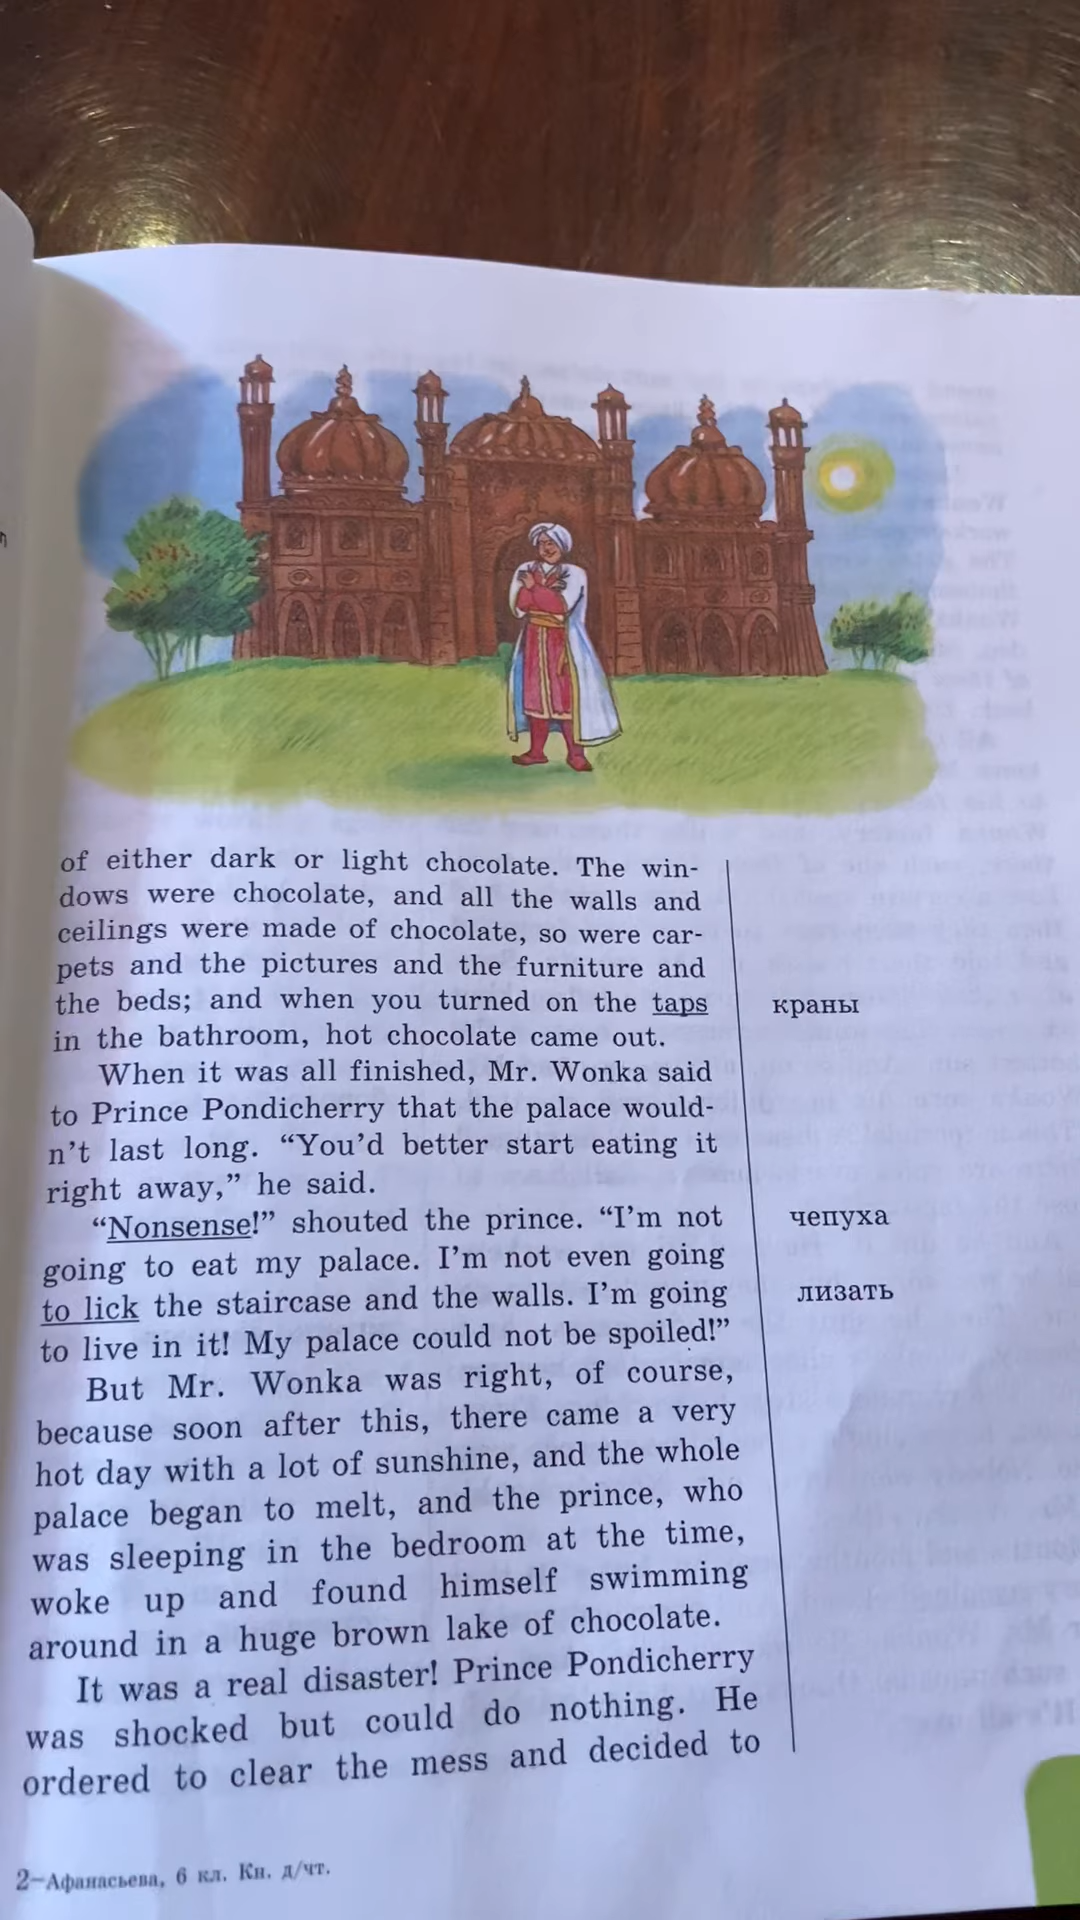 of either dark or light chocolate. The win-
dows were chocolate, and all the walls and
ceilings were made of chocolate, so were car-
pets and the pictures and the furniture and
the beds; and when you turned on the taps
краны
in the bathroom, hot chocolate came out.
When it was all finished, Mr. Wonka said
to Prince Pondicherry that the palace would-
n't last long. “You'd better start eating it
right away,” he said.
“Nonsense!” shouted the prince. “I'm not
чепуха
going to eat my palace. I'm not even going
to lick the staircase and the walls. I'm going
лизать
to live in it! My palace could not be spoiled!”
But Mr. Wonka was right, of course,
because soon after this, there came a very
hot day with a lot of sunshine, and the whole
palace began to melt, and the prince, who
was sleeping in the bedroom at the time,
woke up and found himself swimming
around in a huge brown lake of chocolate.
It was a real disaster! Prince Pondicherry
was shocked but could do nothing. He
ordered to clear the mess and decided to
2–Афанасьева, 6 кл. Кн. д/чт.